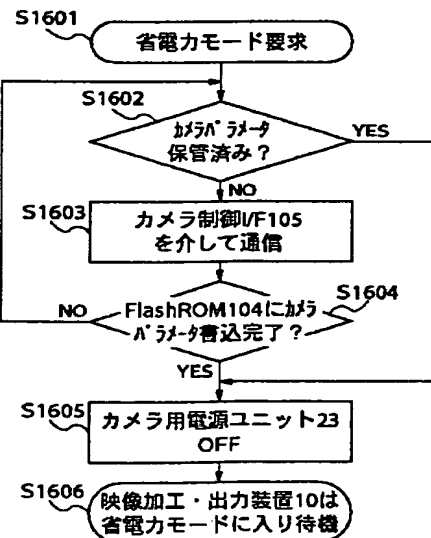 S1601
省電力モード要求
S1602
ｶﾒﾗﾊﾟﾗﾒｰﾀ
保管済み？
YES
NO
S1603
カメラ制御I/F105
を介して通信
S1604
NO
FlashROM104にｶﾒﾗ
ﾊﾟﾗﾒｰﾀ書込完了？
YES
S1605
カメラ用電源ユニット23
OFF
S1606
映像加工・出力装置10は
省電力モードに入り待機